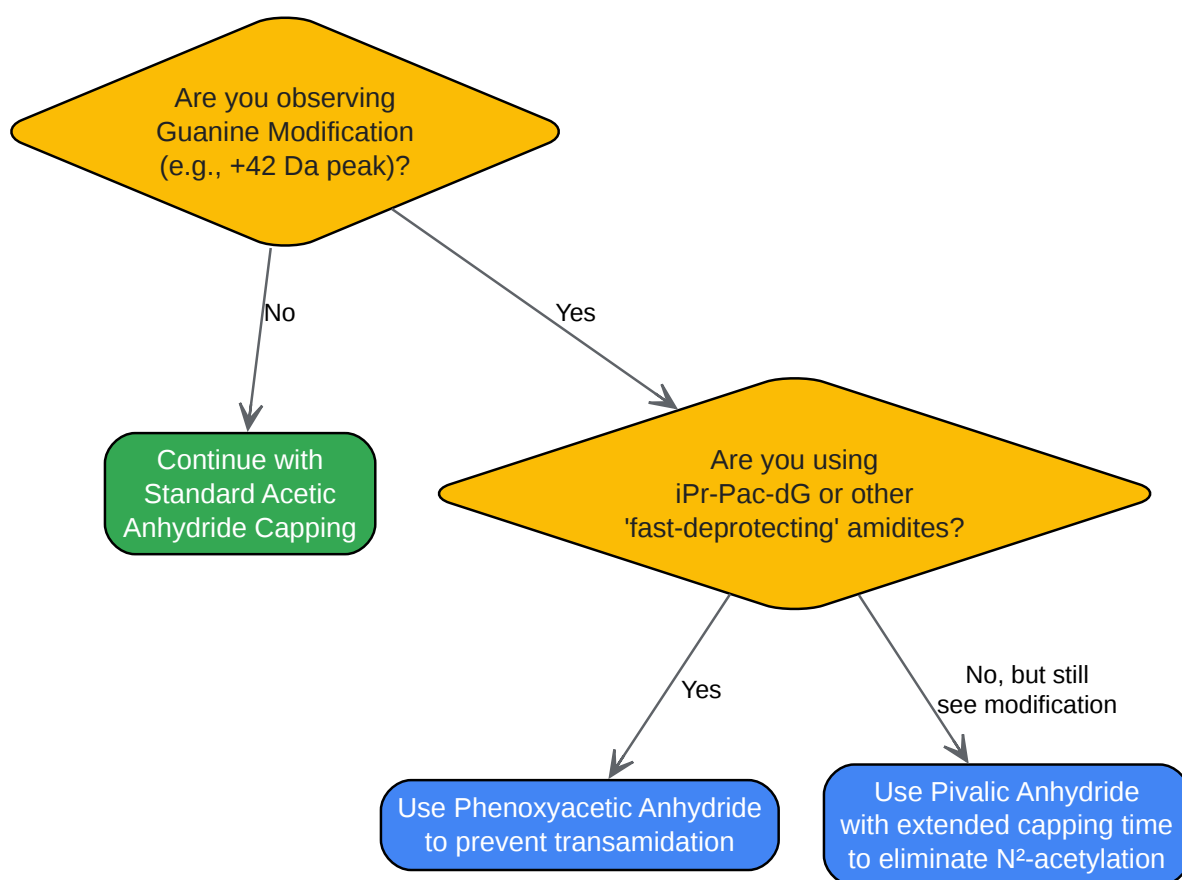 Are you observing
Guanine Modification
(e.g., +42 Da peak)?
No
Yes
Continue with
Standard Acetic
Anhydride Capping
Are you using
iPr-Pac-dG or other
'fast-deprotecting' amidites?
Yes
No, but still
see modification
Use Phenoxyacetic Anhydride
to prevent transamidation
Use Pivalic Anhydride
with extended capping time
to eliminate N²-acetylation